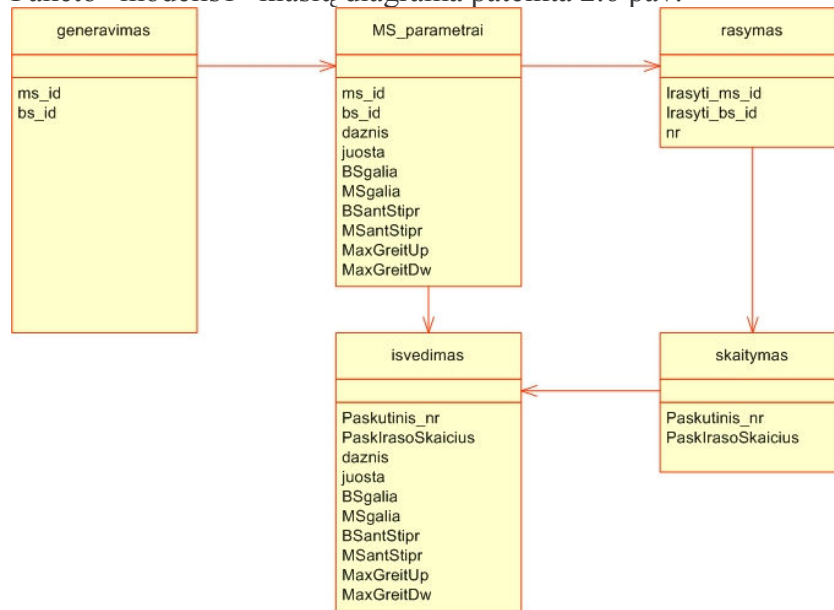 generavimas
ms_id
bs_id
MS_parametrai
ms_id
bs_id
daznis
juosta
BSgalia
MSgalia
BSantStipr
MSantStipr
MaxGreitUp
MaxGreitDw
rasymas
Irasyti_ms_id
Irasyti_bs_id
nr
isvedimas
Paskutinis_nr
PaskIrasoSkaicius
daznis
juosta
BSgalia
MSgalia
BSantStipr
MSantStipr
MaxGreitUp
MaxGreitDw
skaitymas
Paskutinis_nr
PaskIrasoSkaicius